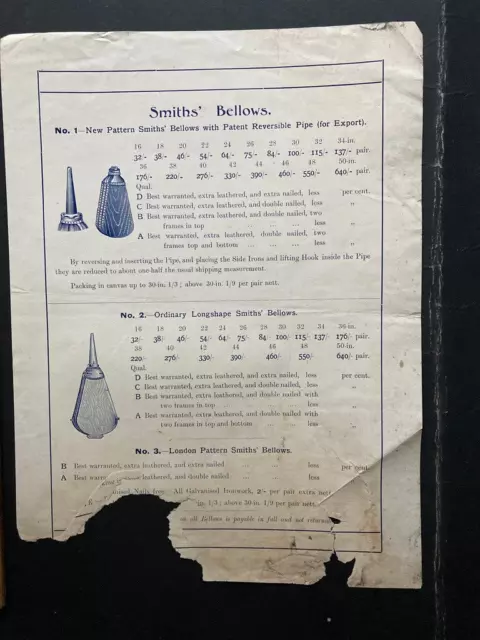 Smiths' Bellows.
No. 1—New Pattern Smiths' Bellows with Patent Reversible Pipe (for Export).
16 18 20 22 24 26 28 30 32 34-in.
32/- 38/- 46/- 54/- 64/- 75/- 84/- 100/- 115/- 137/- pair.
36 38 40 42 44 46 48 50-in.
176/- 220/- 276/- 330/- 390/- 460/- 550/- 640/- pair.
Qual.
D Best warranted, extra leathered, and extra nailed, less per cent.
C Best warranted, extra leathered, and double nailed, less „
B Best warranted, extra leathered, and double nailed, two
frames in top ... ... ... ... less „
A Best warranted, extra leathered, double nailed, two
frames top and bottom ... ... ... less „
By reversing and inserting the Pipe, and placing the Side Irons and lifting Hook inside the Pipe
they are reduced to about one-half the usual shipping measurement.
Packing in canvas up to 30-in. 1/3; above 30-in. 1/9 per pair nett.
No. 2.—Ordinary Longshape Smiths' Bellows.
16 18 20 22 24 26 28 30 32 34 36-in.
32/- 38/- 46/- 54/- 64/- 75/- 84/- 100/- 115/- 137/- 176/- pair.
38 40 42 44 46 48 50-in.
220/- 276/- 330/- 390/- 460/- 550/- 640/- pair.
Qual.
D Best warranted, extra leathered, and extra nailed, less per cent.
C Best warranted, extra leathered, and double nailed, less „
B Best warranted, extra leathered, and double nailed with
two frames in top ... ... ... less „
A Best warranted, extra leathered, and double nailed with
two frames in top and bottom ... ... less „
No. 3.—London Pattern Smiths' Bellows.
B Best warranted, extra leathered, and extra nailed ... ... less per cent.
A Best warranted, leathered, and double nailed ... ... less „
Nails free. All Galvanised Ironwork, 2/- per pair extra nett
in. 1/3; above 30-in. 1/9 per pair nett.
on all Bellows is payable in full and not